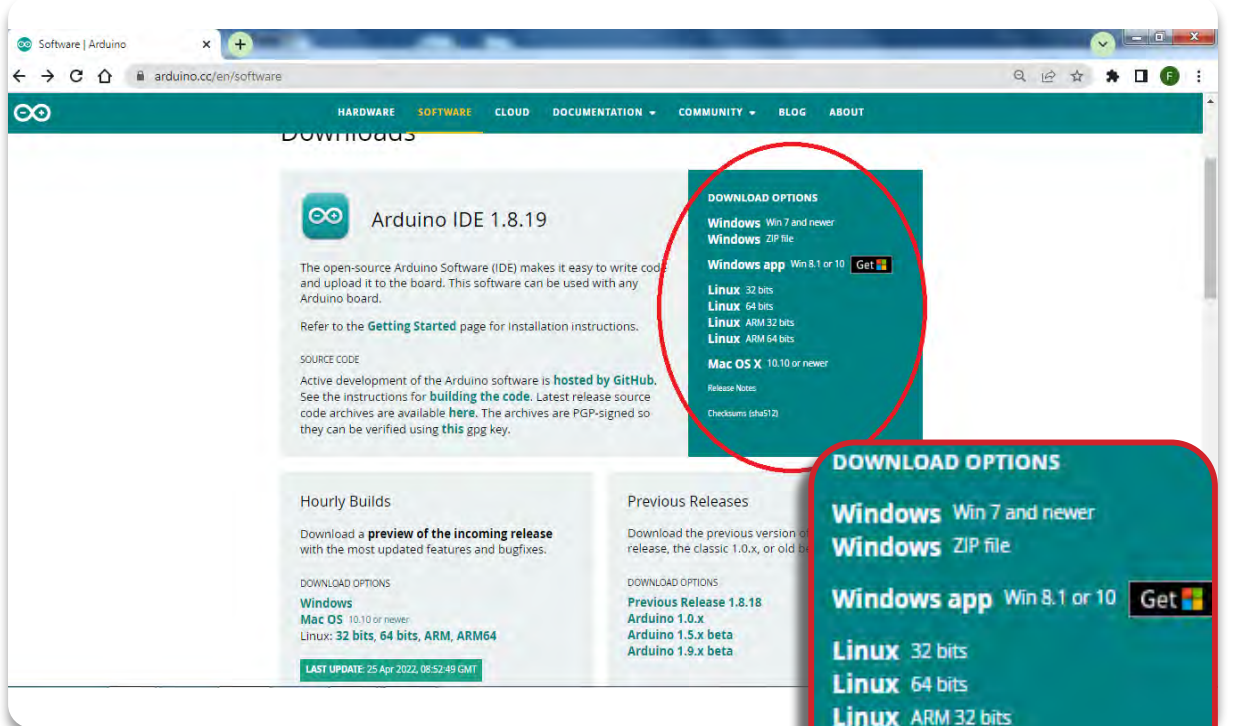 Software | Arduino
arduino.cc/en/software
F
HARDWARE SOFTWARE CLOUD DOCUMENTATION COMMUNITY BLOG ABOUT
Downloads
Arduino IDE 1.8.19
The open-source Arduino Software (IDE) makes it easy to write code
and upload it to the board. This software can be used with any
Arduino board.
Refer to the Getting Started page for Installation instructions.
SOURCE CODE
Active development of the Arduino software is hosted by GitHub.
See the instructions for building the code. Latest release source
code archives are available here. The archives are PGP-signed so
they can be verified using this gpg key.
DOWNLOAD OPTIONS
Windows Win 7 and newer
Windows ZIP file
Windows app Win 8.1 or 10 Get
Linux 32 bits
Linux 64 bits
Linux ARM 32 bits
Linux ARM 64 bits
Mac OS X 10.10 or newer
Release Notes
Checksums (sha512)
Hourly Builds
Download a preview of the incoming release
with the most updated features and bugfixes.
DOWNLOAD OPTIONS
Windows
Mac OS 10.10 or newer
Linux: 32 bits, 64 bits, ARM, ARM64
LAST UPDATE: 25 Apr 2022, 08:52:49 GMT
Previous Releases
Download the previous version of
release, the classic 1.0.x, or old
DOWNLOAD OPTIONS
Previous Release 1.8.18
Arduino 1.0.x
Arduino 1.5.x beta
Arduino 1.9.x beta
DOWNLOAD OPTIONS
Windows Win 7 and newer
Windows ZIP file
Windows app Win 8.1 or 10 Get
Linux 32 bits
Linux 64 bits
Linux ARM 32 bits